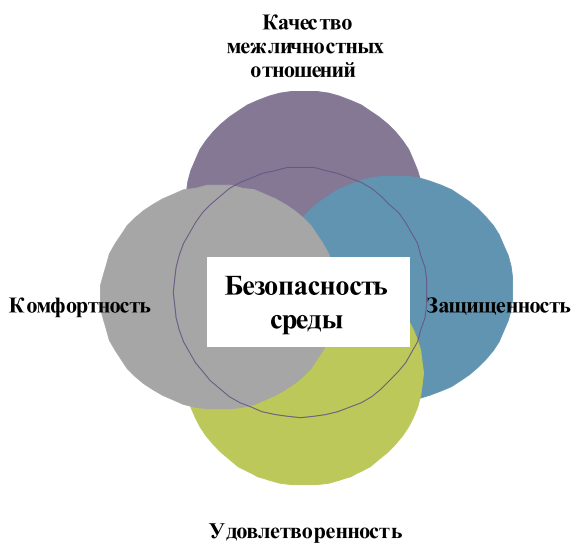 Качество
межличностных
отношений
Безопасность
среды
Комфортность
Защищенность
Удовлетворенность